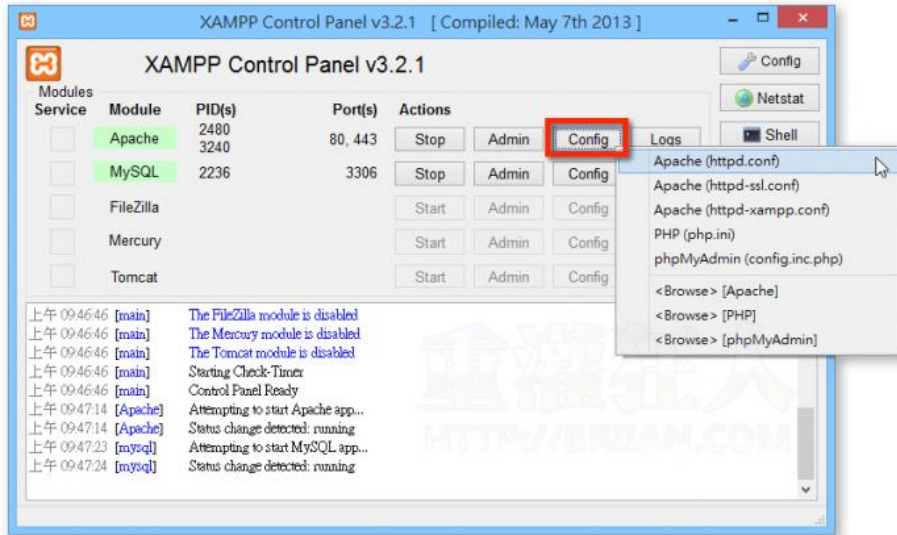 XAMPP Control Panel v3.2.1 [ Compiled: May 7th 2013 ]
XAMPP Control Panel v3.2.1
Config
Modules
Service Module PID(s) Port(s) Actions
Netstat
Apache 2480 3240 80, 443 Stop Admin Config Logs
Shell
MySQL 2236 3306 Stop Admin Config
FileZilla Start Admin Config
Mercury Start Admin Config
Tomcat Start Admin Config
Apache (httpd.conf)
Apache (httpd-ssl.conf)
Apache (httpd-xampp.conf)
PHP (php.ini)
phpMyAdmin (config.inc.php)
<Browse> [Apache]
<Browse> [PHP]
<Browse> [phpMyAdmin]
上午 09:46:46 [main] The FileZilla module is disabled
上午 09:46:46 [main] The Mercury module is disabled
上午 09:46:46 [main] The Tomcat module is disabled
上午 09:46:46 [main] Starting Check-Timer
上午 09:46:46 [main] Control Panel Ready
上午 09:47:14 [Apache] Attempting to start Apache app...
上午 09:47:14 [Apache] Status change detected: running
上午 09:47:23 [mysql] Attempting to start MySQL app...
上午 09:47:24 [mysql] Status change detected: running
重灌狂人
HTTP://BRIIAN.COM